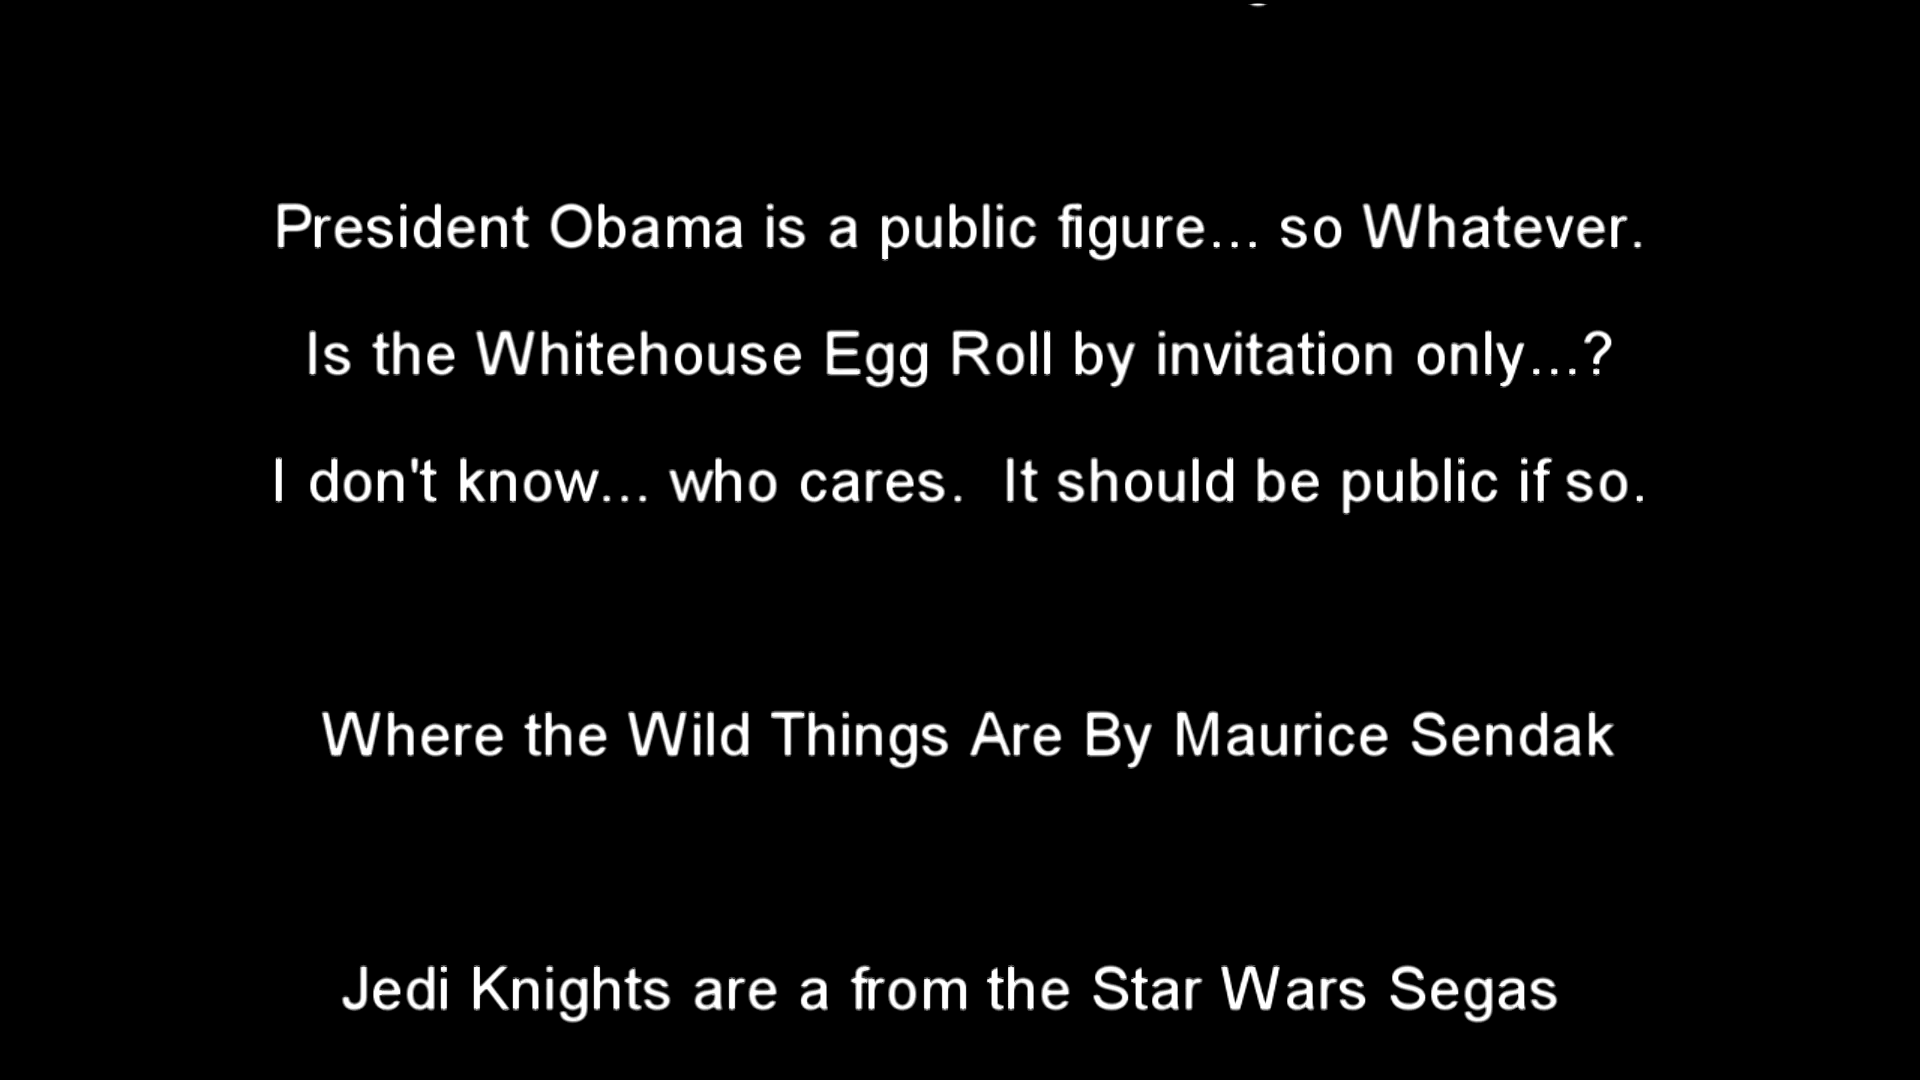 President Obama is a public figure... so Whatever.
Is the Whitehouse Egg Roll by invitation only...?
I don't know... who cares.  It should be public if so.
Where the Wild Things Are By Maurice Sendak
Jedi Knights are a from the Star Wars Segas